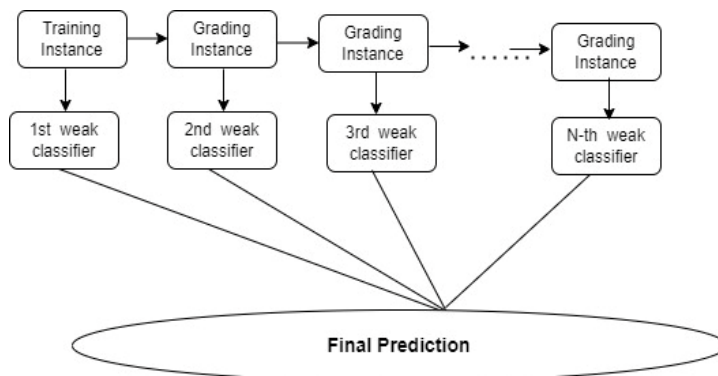 Training
Instance
Grading
Instance
Grading
Instance
......
Grading
Instance
1st weak
classifier
2nd weak
classifier
3rd weak
classifier
N-th weak
classifier
Final Prediction